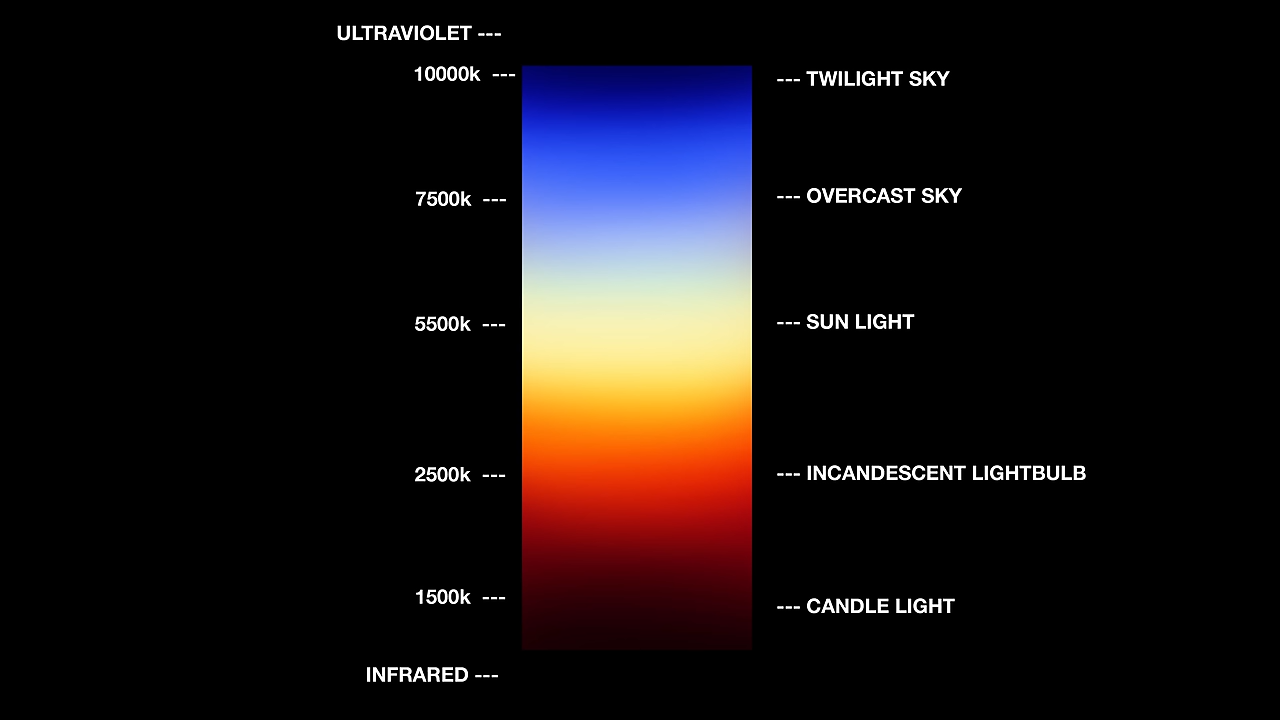 ULTRAVIOLET ---
10000k ---
--- TWILIGHT SKY
7500k ---
--- OVERCAST SKY
5500k ---
--- SUN LIGHT
2500k ---
--- INCANDESCENT LIGHTBULB
1500k ---
--- CANDLE LIGHT
INFRARED ---